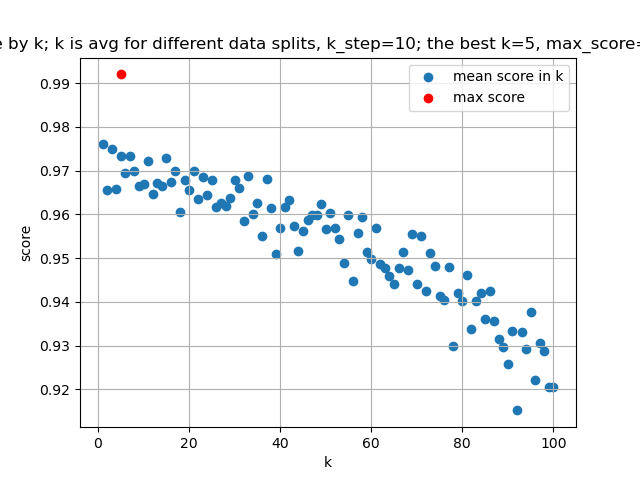 by k; k is avg for different data splits, k_step=10; the best k=5, max_score=
mean score in k
max score
0.99
0.98
0.97
0.96
0.95
0.94
0.93
0.92
score
0 20 40 60 80 100
k